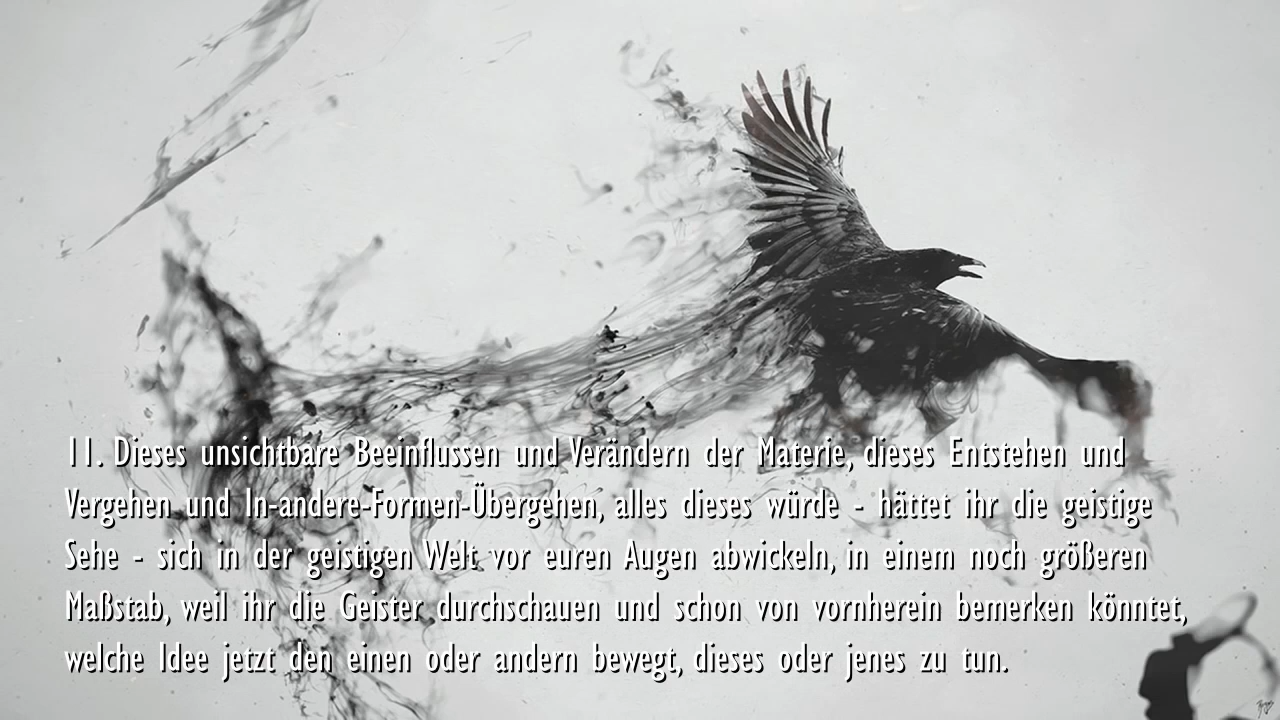 11. Dieses unsichtbare Beeinflussen und Verändern der Materie, dieses Entstehen und
Vergehen und In-andere-Formen-Übergehen, alles dieses würde - hättet ihr die geistige
Sehe - sich in der geistigen Welt vor euren Augen abwickeln, in einem noch größeren
Maßstab, weil ihr die Geister durchschauen und schon von vornherein bemerken könntet,
welche Idee jetzt den einen oder andern bewegt, dieses oder jenes zu tun.